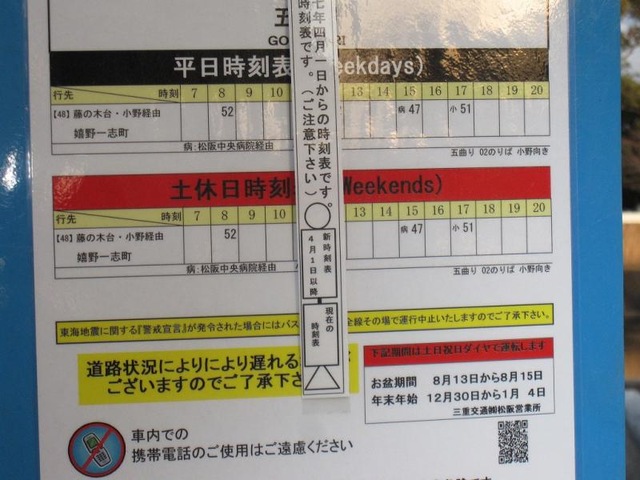 五
GO
RI
平日時刻表
eekdays)
行先 時刻 7 8 9 10 13 14 15 16 17 18 19 20
【48】藤の木台・小野経由 52 病47 小51
嬉野一志町
病:松阪中央病院経由
五曲り 02のりば 小野向き
土休日時刻
Weekends)
行先 時刻 7 8 9 10 13 14 15 16 17 18 19 20
【48】藤の木台・小野経由 52 病47 小51
嬉野一志町
病:松阪中央病院経由
五曲り 02のりば 小野向き
七年四月一日からの時刻表です。
時刻表です。(ご注意下さい)
新時刻表
4月1日以降
現在の
時刻表
東海地震に関する『警戒宣言』が発令された場合にはバス
全線その場で運行中止いたしますのでご了承下さい。
道路状況によりにより遅れる
が
ございますのでご了承下さ
下記期間は土日祝日ダイヤで運転します
お盆期間 8月13日から8月15日
年末年始 12月30日から1月 4日
三重交通㈱松阪営業所
車内での
携帯電話のご使用はご遠慮ください